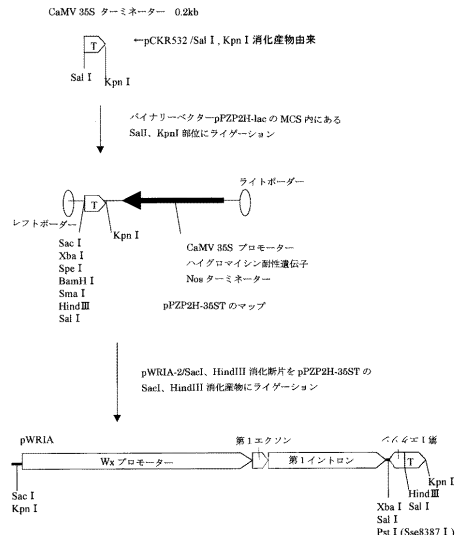 CaMV 35S ターミネーター 0.2kb
←pCKR532 /Sal I , Kpn I 消化産物由来
T
Sal I
Kpn I
バイナリーベクターpPZP2H-lac の MCS 内にある
SalI、KpnI 部位にライゲーション
ライトボーダー
T
レフトボーダー
Kpn I
Sac I
Xba I
Spe I
BamH I
Sma I
HindⅢ
Sal I
CaMV 35S プロモーター
ハイグロマイシン耐性遺伝子
Nos ターミネーター
pPZP2H-35ST のマップ
pWRIA-2/SacI、HindIII 消化断片を pPZP2H-35ST の
SacI、HindIII 消化産物にライゲーション
pWRIA
第1エクソン
第1エクソン
Wx プロモーター
第1イントロン
T
Sac I
Kpn I
Kpn I
HindⅢ
Sal I
Xba I
Sal I
Pst I (Sse8387 I)